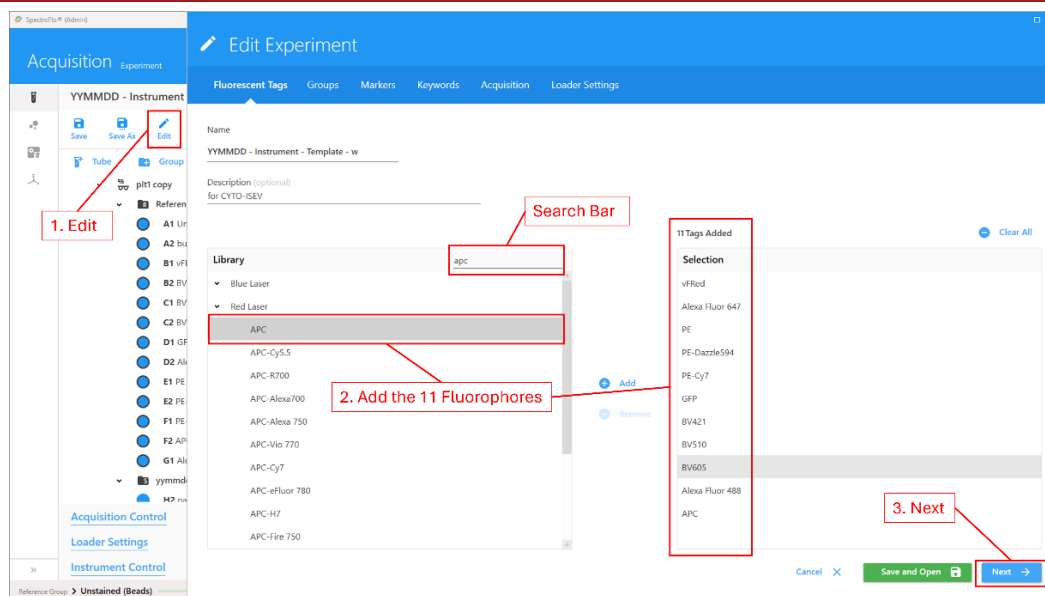 SpectroFlo® (Admin)
Acquisition Experiment
YYMMDD - Instrument
Save
Save As
Edit
Tube
Group
plt1 copy
Referen
A1 Un
A2 bu
B1 vFR
B2 BV
C1 BV
C2 BV
D1 GF
D2 Ale
E1 PE
E2 PE-
F1 PE-
F2 AP
G1 Ale
yymmd
H2 na
Acquisition Control
Loader Settings
Instrument Control
Reference Group > Unstained (Beads)
1. Edit
Edit Experiment
Fluorescent Tags Groups Markers Keywords Acquisition Loader Settings
Name
YYMMDD - Instrument - Template - w
Description (optional)
for CYTO-ISEV
Search Bar
Library
apc
Blue Laser
Red Laser
APC
APC-Cy5.5
APC-R700
APC-Alexa700
APC-Alexa 750
APC-Vio 770
APC-Cy7
APC-eFluor 780
APC-H7
APC-Fire 750
2. Add the 11 Fluorophores
Add
Remove
11 Tags Added
Clear All
Selection
vFRed
Alexa Fluor 647
PE
PE-Dazzle594
PE-Cy7
GFP
BV421
BV510
BV605
Alexa Fluor 488
APC
3. Next
Cancel
Save and Open
Next